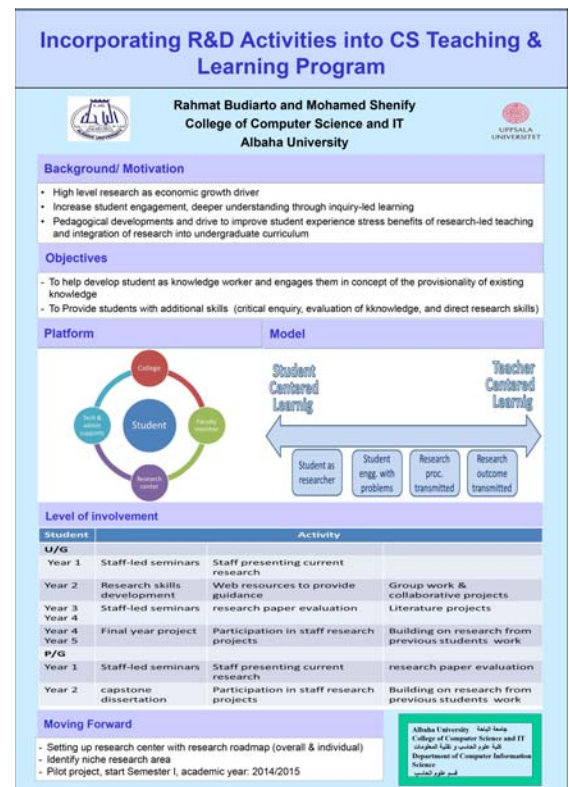 Incorporating R&D Activities into CS Teaching &
Learning Program
Rahmat Budiarto and Mohamed Shenify
College of Computer Science and IT
Albaha University
UPPSALA
UNIVERSITET
Background/ Motivation
• High level research as economic growth driver
• Increase student engagement, deeper understanding through inquiry-led learning
• Pedagogical developments and drive to improve student experience stress benefits of research-led teaching
and integration of research into undergraduate curriculum
Objectives
- To help develop student as knowledge worker and engages them in concept of the provisionality of existing
knowledge
- To Provide students with additional skills (critical enquiry, evaluation of kknowledge, and direct research skills)
Platform
Model
College
Tech &
admin
supports
Student
Faculty
member
Research
center
Student
Centered
Learnig
Teacher
Centered
Learnig
Student as
researcher
Student
engg. with
problems
Research
proc.
transmitted
Research
outcome
transmitted
Level of involvement
Student Activity
U/G
Year 1 Staff-led seminars Staff presenting current
research
Year 2 Research skills Web resources to provide Group work &
development guidance collaborative projects
Year 3 Staff-led seminars research paper evaluation Literature projects
Year 4
Year 4 Final year project Participation in staff research Building on research from
Year 5 projects previous students work
P/G
Year 1 Staff-led seminars Staff presenting current research paper evaluation
research
Year 2 capstone Participation in staff research Building on research from
dissertation projects previous students work
Moving Forward
- Setting up research center with research roadmap (overall & individual)
- Identify niche research area
- Pilot project, start Semester I, academic year: 2014/2015
Albaha University جامعة الباحة
College of Computer Science and IT
كلية علوم الحاسب و تقنية المعلومات
Department of Computer Information
Science
قسم علوم الحاسب